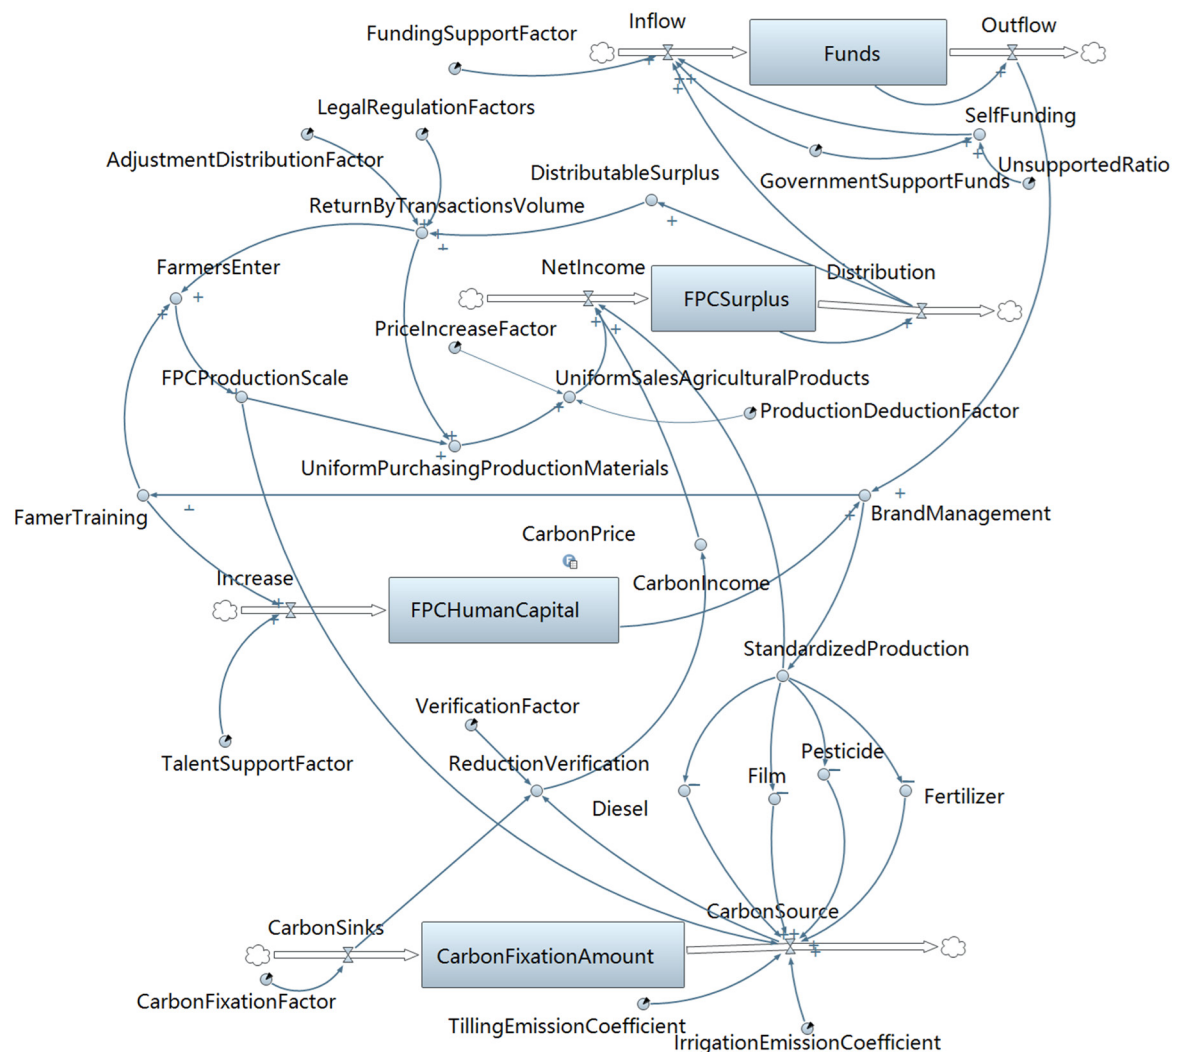 Inflow
Outflow
FundingSupportFactor
Funds
LegalRegulationFactors
SelfFunding
AdjustmentDistributionFactor
UnsupportedRatio
DistributableSurplus
GovernmentSupportFunds
ReturnByTransactionsVolume
FarmersEnter
NetIncome
Distribution
FPCSurplus
PriceIncreaseFactor
FPCProductionScale
UniformSalesAgriculturalProducts
ProductionDeductionFactor
UniformPurchasingProductionMaterials
FamerTraining
BrandManagement
CarbonPrice
Increase
CarbonIncome
FPCHumanCapital
StandardizedProduction
VerificationFactor
TalentSupportFactor
ReductionVerification
Pesticide
Film
Diesel
Fertilizer
CarbonSource
CarbonSinks
CarbonFixationAmount
CarbonFixationFactor
TillingEmissionCoefficient
IrrigationEmissionCoefficient